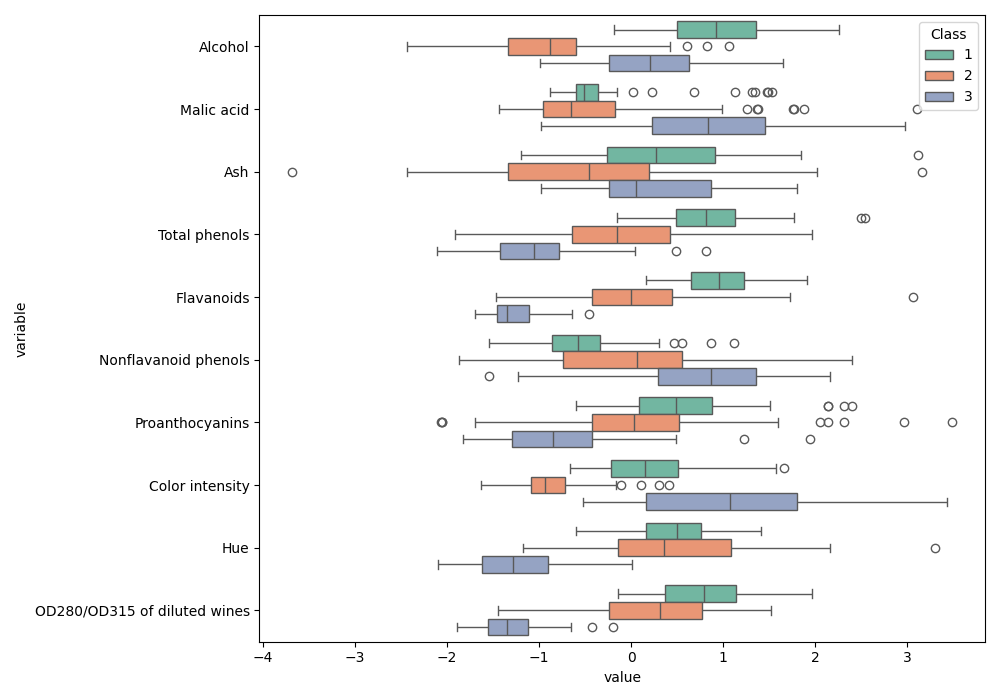 Class
1
2
3
Alcohol
Malic acid
Ash
Total phenols
Flavanoids
Nonflavanoid phenols
Proanthocyanins
Color intensity
Hue
OD280/OD315 of diluted wines
variable
−4 −3 −2 −1 0 1 2 3
value